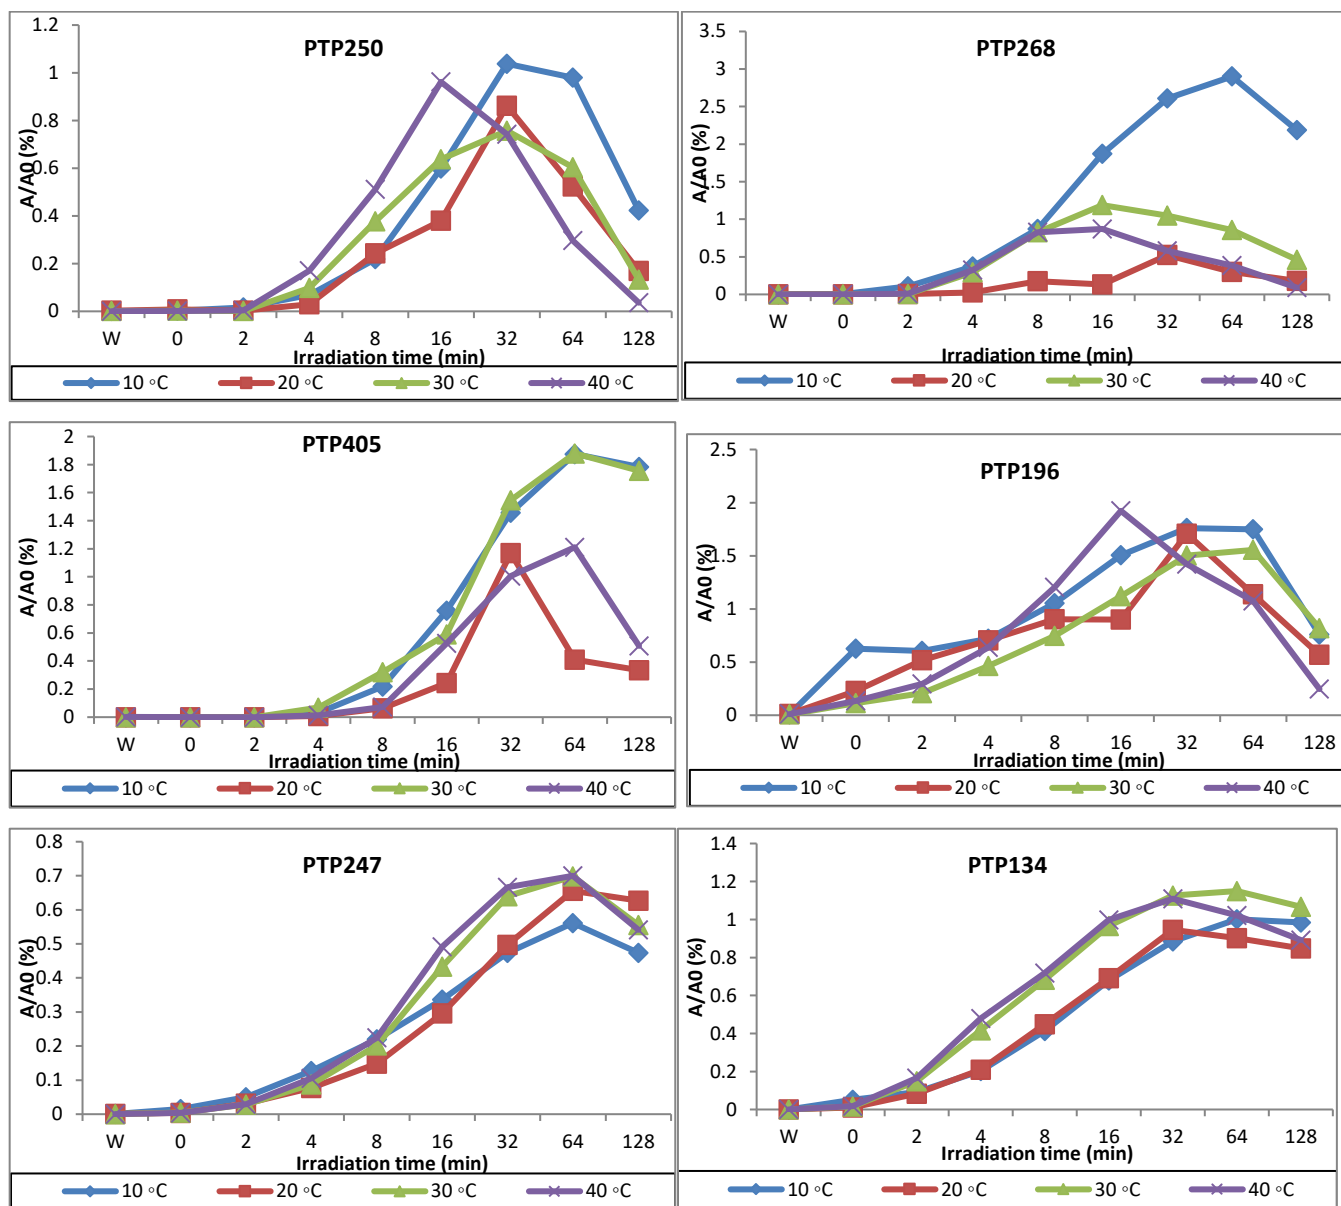 PTP250
A/A0 (%)
1.2
1
0.8
0.6
0.4
0.2
0
W 0 2 4 8 16 32 64 128
Irradiation time (min)
10 °C 20 °C 30 °C 40 °C
PTP268
A/A0 (%)
3.5
3
2.5
2
1.5
1
0.5
0
W 0 2 4 8 16 32 64 128
Irradiation time (min)
10 °C 20 °C 30 °C 40 °C
PTP405
A/A0 (%)
2
1.8
1.6
1.4
1.2
1
0.8
0.6
0.4
0.2
0
W 0 2 4 8 16 32 64 128
Irradiation time (min)
10 °C 20 °C 30 °C 40 °C
PTP196
A/A0 (%)
2.5
2
1.5
1
0.5
0
W 0 2 4 8 16 32 64 128
Irradiation time (min)
10 °C 20 °C 30 °C 40 °C
PTP247
A/A0 (%)
0.8
0.7
0.6
0.5
0.4
0.3
0.2
0.1
0
W 0 2 4 8 16 32 64 128
Irradiation time (min)
10 °C 20 °C 30 °C 40 °C
PTP134
A/A0 (%)
1.4
1.2
1
0.8
0.6
0.4
0.2
0
W 0 2 4 8 16 32 64 128
Irradiation time (min)
10 °C 20 °C 30 °C 40 °C